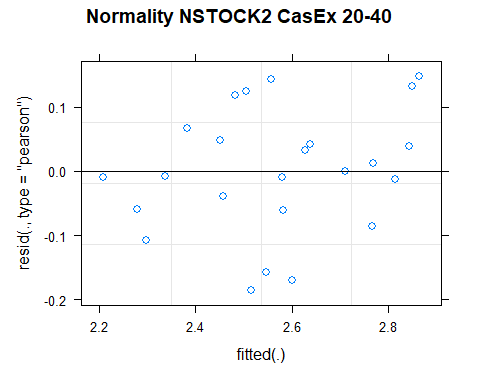 Normality NSTOCK2 CasEx 20-40
resid(., type = "pearson")
0.1
0.0
-0.1
-0.2
2.2 2.4 2.6 2.8
fitted(.)